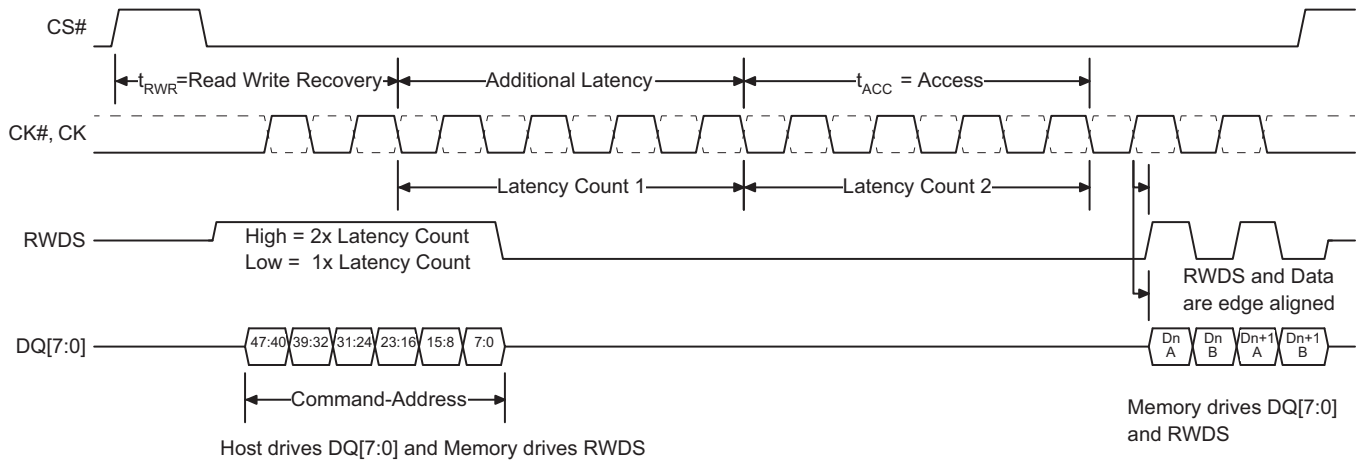 CS#
t_RWR=Read Write Recovery
Additional Latency
t_ACC = Access
CK#, CK
Latency Count 1
Latency Count 2
RWDS
High = 2x Latency Count
Low = 1x Latency Count
RWDS and Data
are edge aligned
DQ[7:0]
47:40 39:32 31:24 23:16 15:8 7:0
Dn
A
Dn
B
Dn+1
A
Dn+1
B
Command-Address
Host drives DQ[7:0] and Memory drives RWDS
Memory drives DQ[7:0]
and RWDS